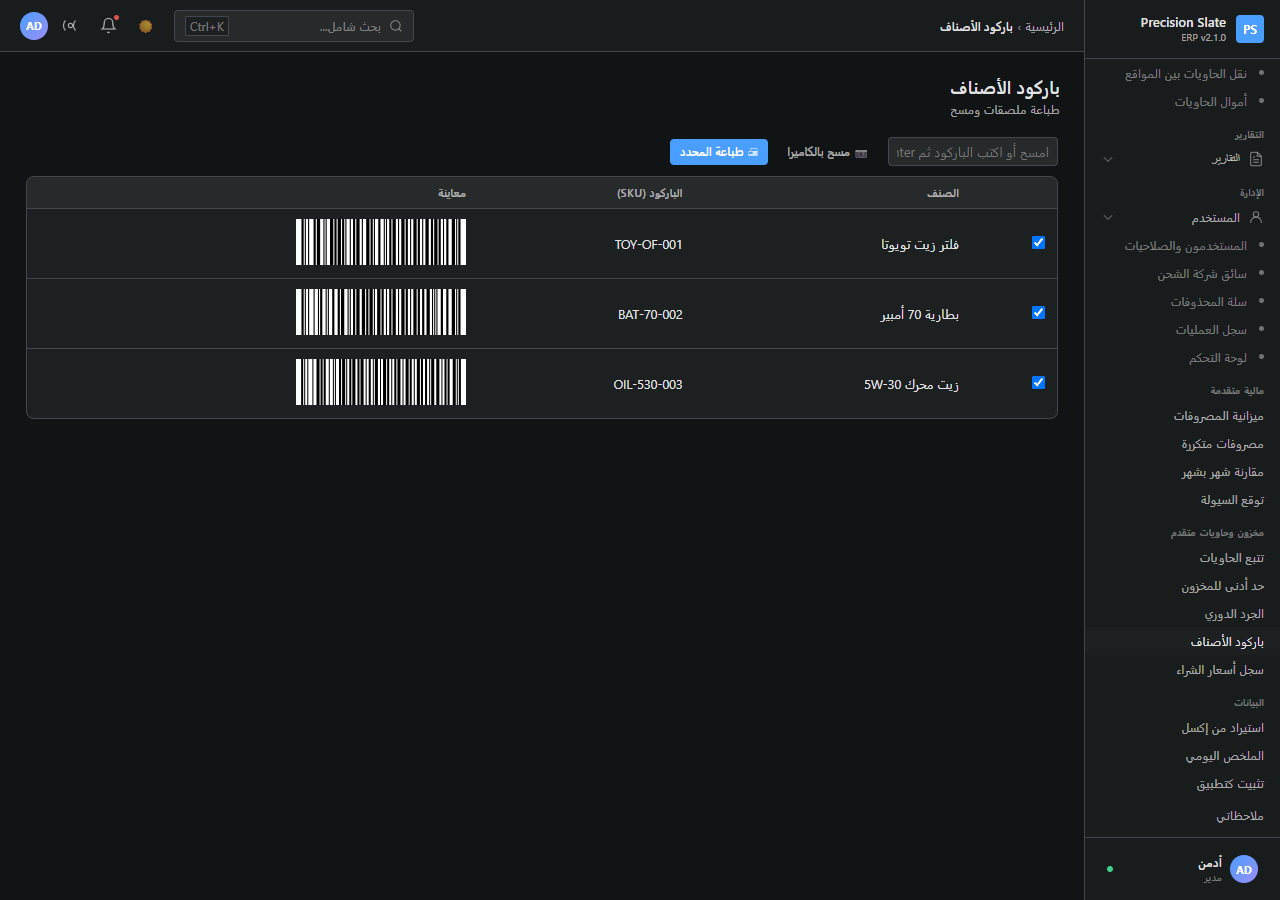 PS
Precision Slate
ERP v2.1.0
نقل الحاويات بين المواقع
أموال الحاويات
التقارير
التقارير
الإدارة
المستخدم
المستخدمون والصلاحيات
سائق شركة الشحن
سلة المحذوفات
سجل العمليات
لوحة التحكم
مالية متقدمة
ميزانية المصروفات
مصروفات متكررة
مقارنة شهر بشهر
توقع السيولة
مخزون وحاويات متقدم
تتبع الحاويات
حد أدنى للمخزون
الجرد الدوري
باركود الأصناف
سجل أسعار الشراء
البيانات
استيراد من إكسل
الملخص اليومي
تثبيت كتطبيق
ملاحظاتي
AD
أدمن
مدير
الرئيسية › باركود الأصناف
بحث شامل...
Ctrl+K
AD
باركود الأصناف
طباعة ملصقات ومسح
امسح أو اكتب الباركود ثم nter
مسح بالكاميرا
طباعة المحدد
الصنف الباركود (SKU) معاينة
فلتر زيت تويوتا TOY-OF-001
بطارية 70 أمبير BAT-70-002
زيت محرك 5W-30 OIL-530-003